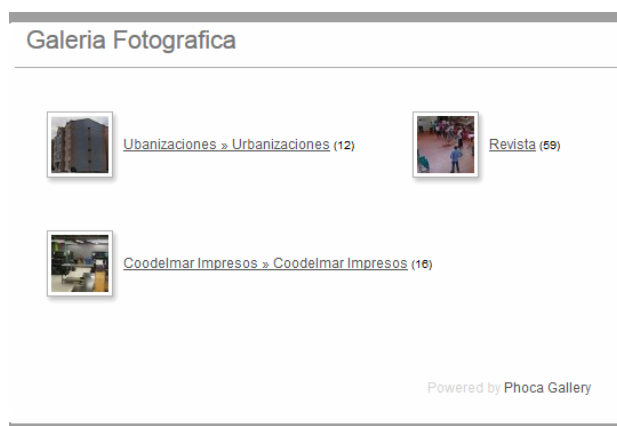 Galeria Fotografica
Ubanizaciones » Urbanizaciones (12)
Revista (59)
Coodelmar Impresos » Coodelmar Impresos (16)
Powered by Phoca Gallery